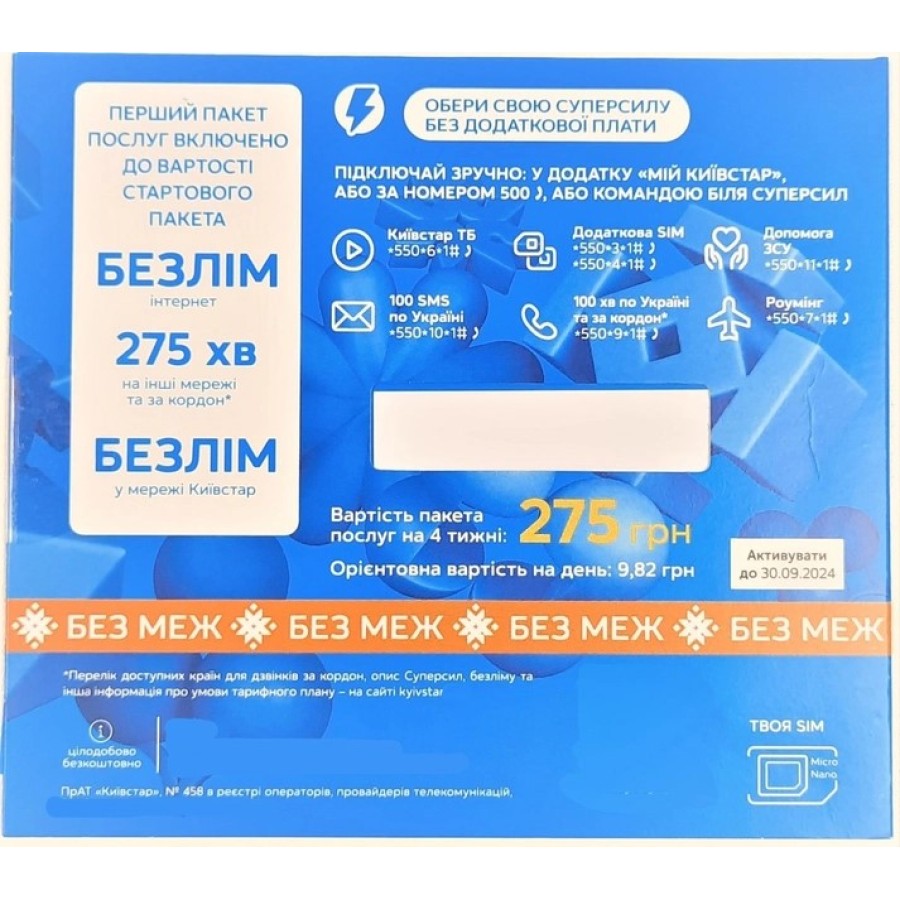 ПЕРШИЙ ПАКЕТ
ПОСЛУГ ВКЛЮЧЕНО
ДО ВАРТОСТІ
СТАРТОВОГО
ПАКЕТА
БЕЗЛІМ
інтернет
275 хв
на інші мережі
та за кордон*
БЕЗЛІМ
у мережі Київстар
ОБЕРИ СВОЮ СУПЕРСИЛУ
БЕЗ ДОДАТКОВОЇ ПЛАТИ
ПІДКЛЮЧАЙ ЗРУЧНО: У ДОДАТКУ «МІЙ КИЇВСТАР»,
АБО ЗА НОМЕРОМ 500, АБО КОМАНДОЮ БІЛЯ СУПЕРСИЛ
Київстар ТБ
*550*6*1#
Додаткова SIM
*550*3*1#
*550*4*1#
Допомога
ЗСУ
*550*11*1#
100 SMS
по Україні
*550*10*1#
100 хв по Україні
та за кордон*
*550*9*1#
Роумінг
*550*7*1#
Вартість пакета
послуг на 4 тижні: 275 грн
Орієнтовна вартість на день: 9,82 грн
Активувати
до 30.09.2024
БЕЗ МЕЖ БЕЗ МЕЖ БЕЗ МЕЖ БЕЗ МЕЖ
*Перелік доступних країн для дзвінків за кордон, опис Суперсил, безліму та
інша інформація про умови тарифного плану – на сайті kyivstar
цілодобово
безкоштовно
ПрАТ «Київстар», № 458 в реєстрі операторів, провайдерів телекомунікацій,
ТВОЯ SIM
Micro
Nano